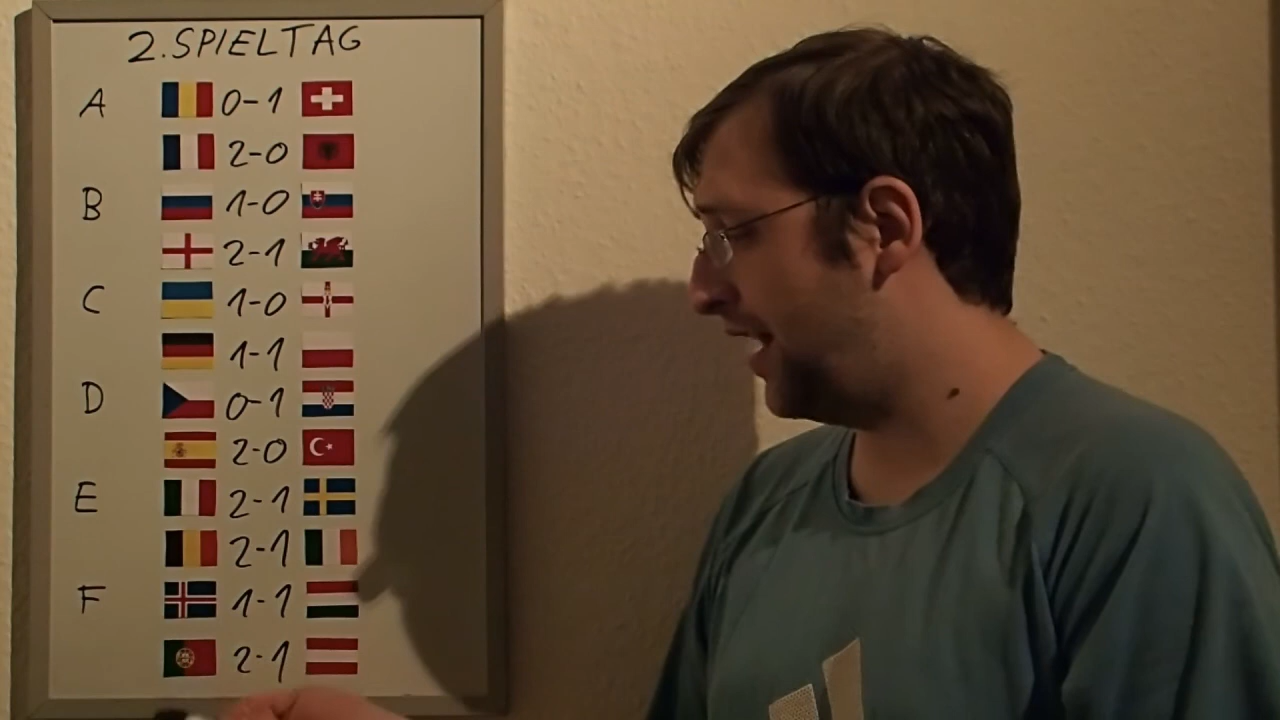 2. SPIELTAG
A 0-1
2-0
B 1-0
2-1
C 1-0
1-1
D 0-1
2-0
E 2-1
2-1
F 1-1
2-1